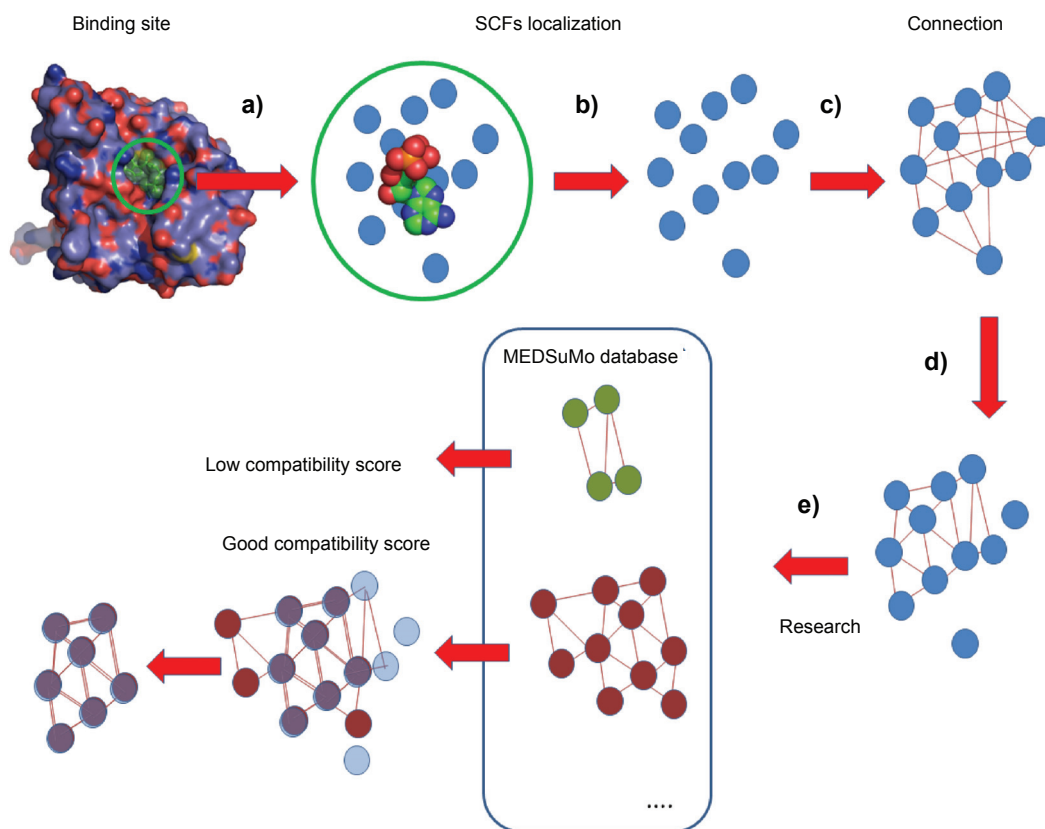 Binding site
SCFs localization
Connection
a)
b)
c)
MEDSuMo database
d)
Low compatibility score
e)
Good compatibility score
Research
....